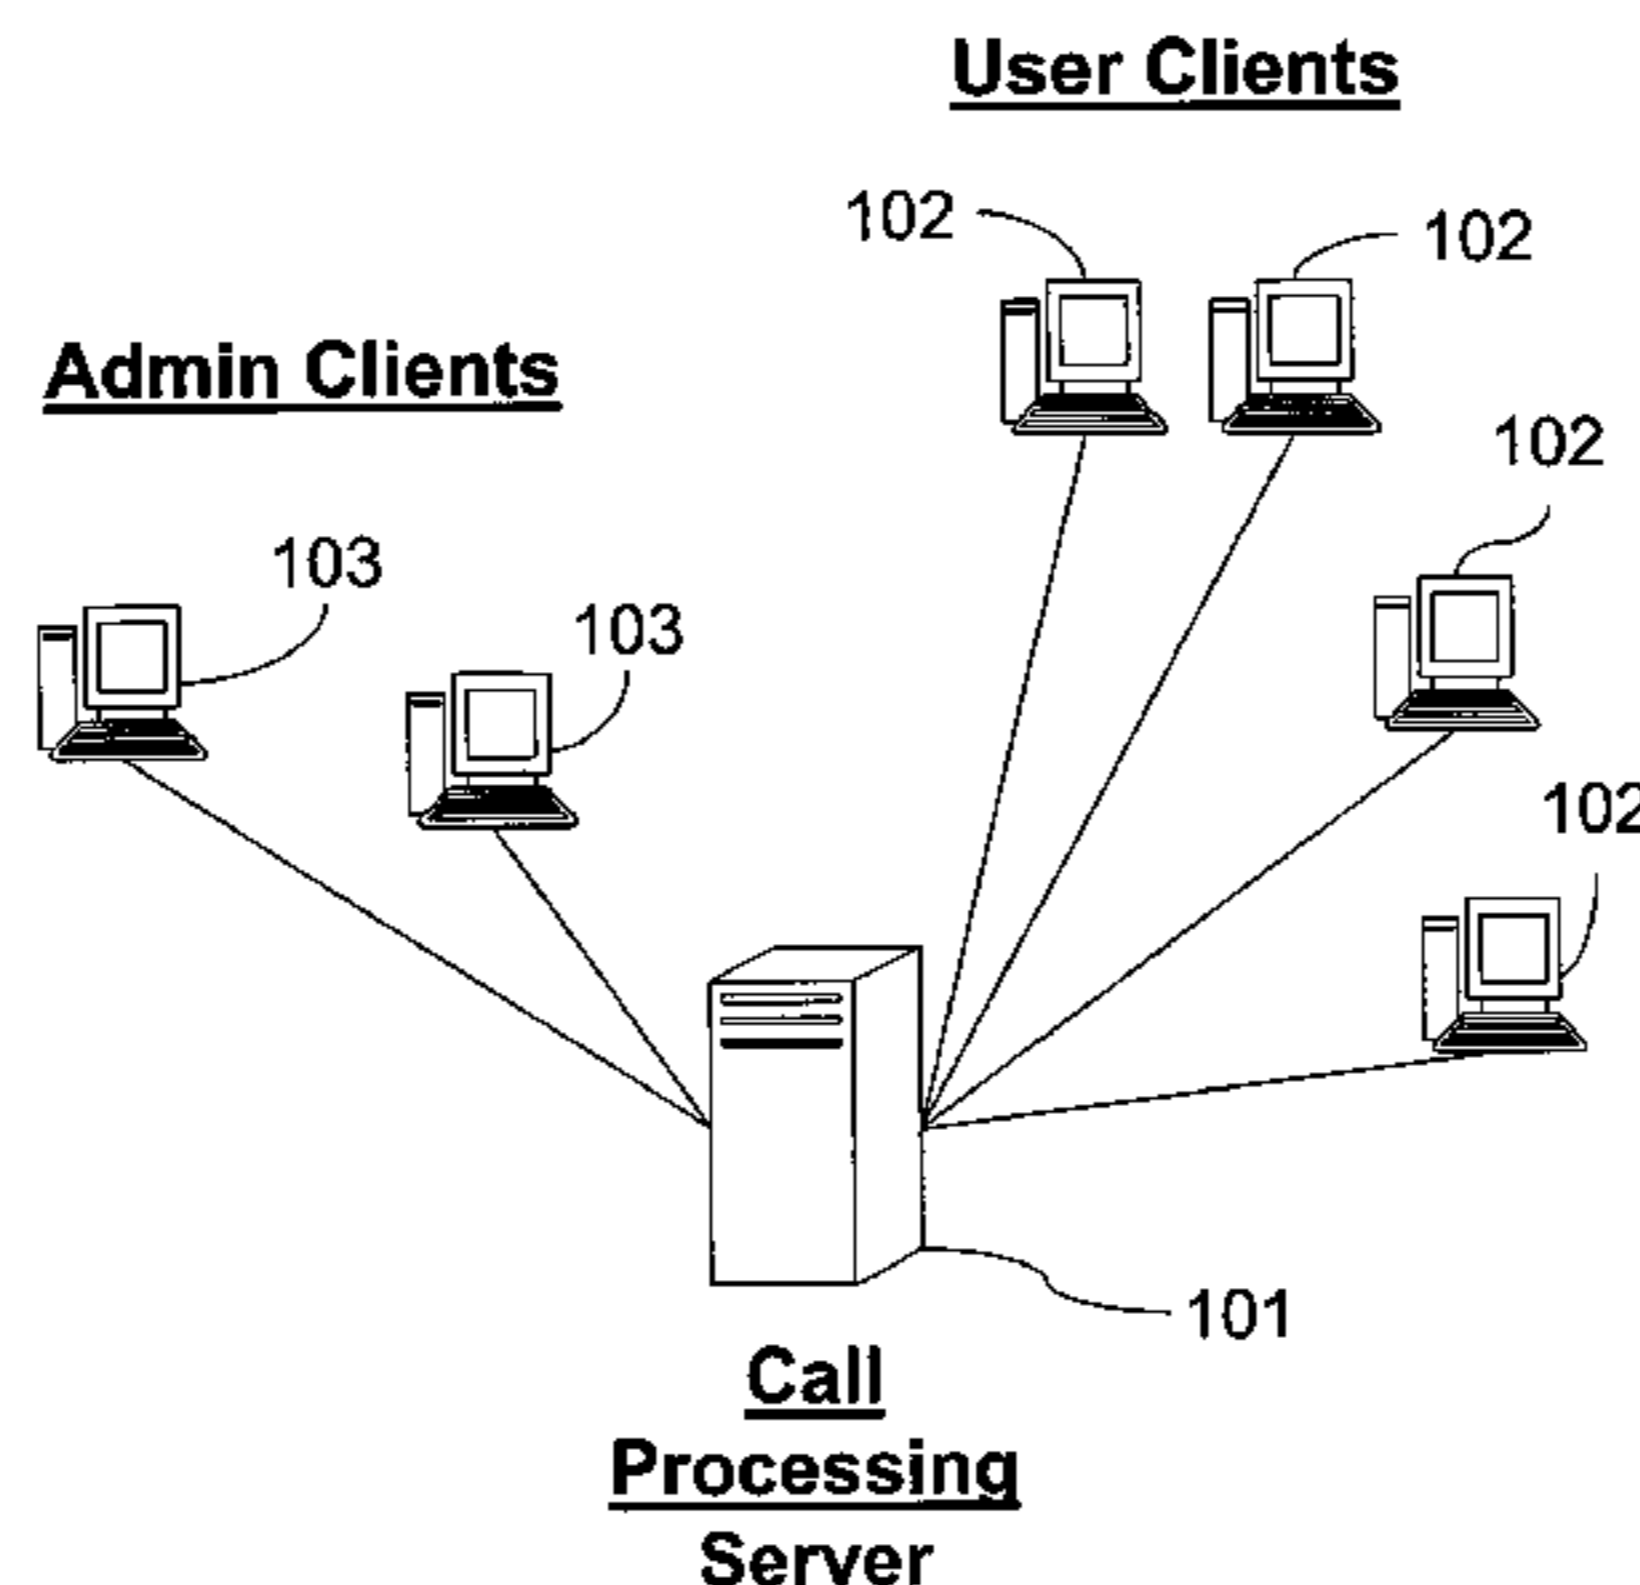 User Clients
102
102
Admin Clients
102
103
103
102
101
Call
Processing
Server